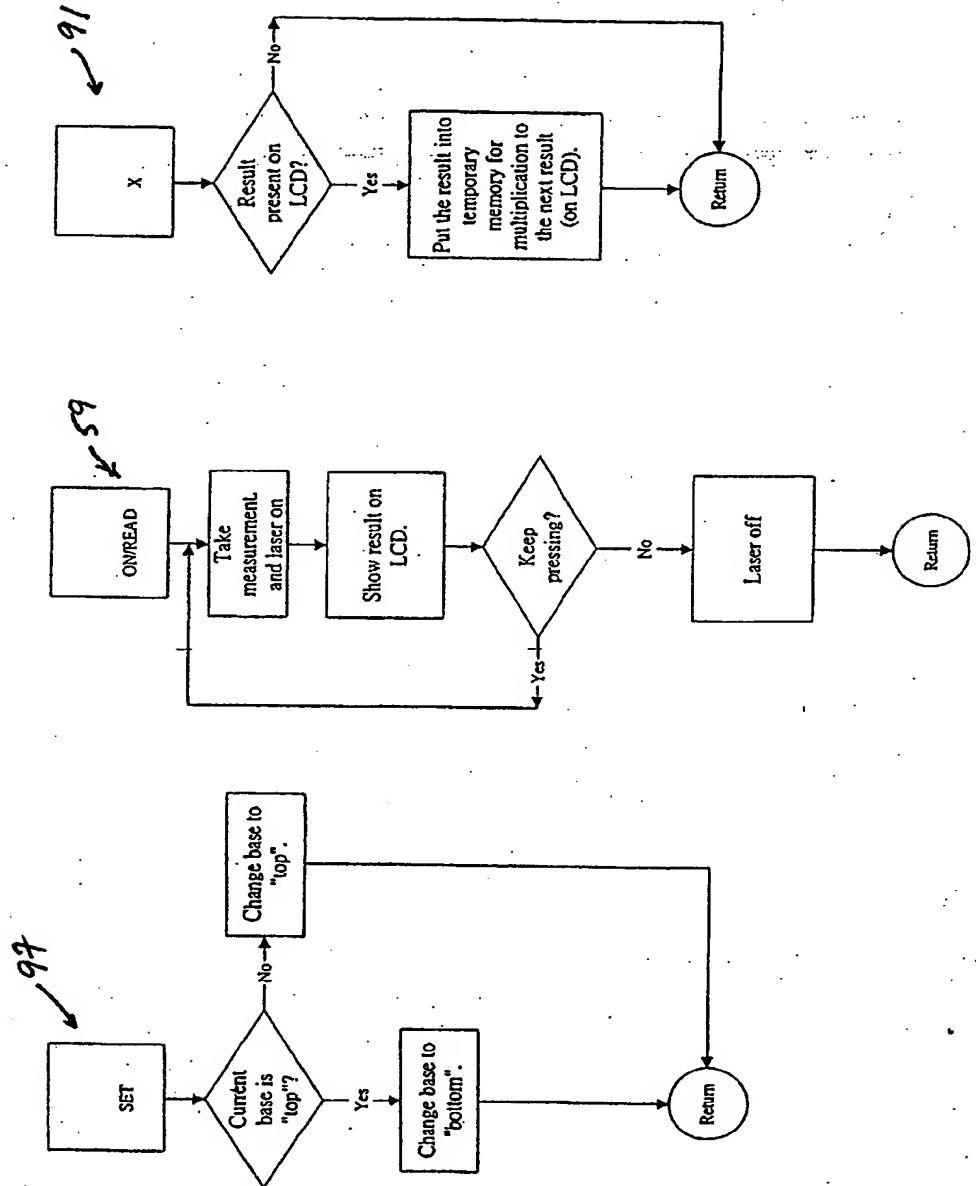 97
SET
Current
base is
"top"?
No
Yes
Change base to
"top".
Change base to
"bottom".
Return
59
ON/READ
Take
measurement
and laser on
Show result on
LCD.
Keep
pressing?
Yes
No
Laser off
Return
91
X
Result
present on
LCD?
No
Yes
Put the result into
temporary
memory for
multiplication to
the next result
(on LCD).
Return